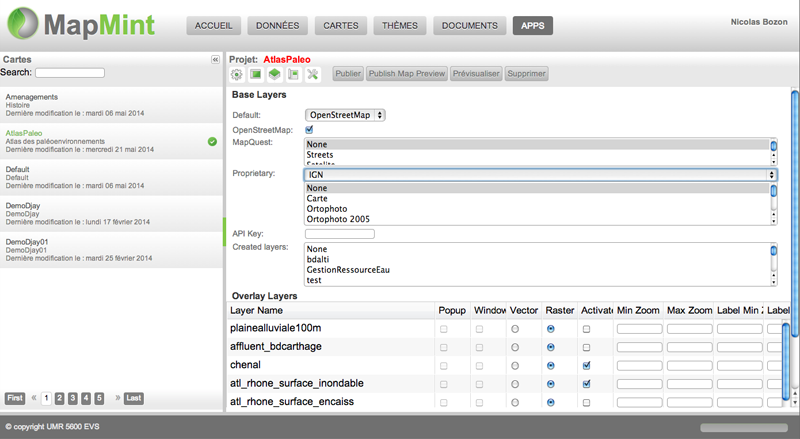 MapMint
ACCUEIL DONNÉES CARTES THÈMES DOCUMENTS APPS
Nicolas Bozon
Cartes
Search:
Amenagements
Histoire
Dernière modification le : mardi 06 mai 2014
AtlasPaleo
Atlas des paléoenvironnements
Dernière modification le : mercredi 21 mai 2014
Default
Default
Dernière modification le : mardi 06 mai 2014
DemoDjay
DemoDjay
Dernière modification le : lundi 17 février 2014
DemoDjay01
DemoDjay01
Dernière modification le : mardi 25 février 2014
First « 1 2 3 4 5 » Last
Projet: AtlasPaleo
Publier Publish Map Preview Prévisualiser Supprimer
Base Layers
Default: OpenStreetMap
OpenStreetMap:
MapQuest: None
Streets
Satelite
Proprietary: IGN
None
Carte
Ortophoto
Ortophoto 2005
API Key:
Created layers: None
bdalti
GestionRessourceEau
test
Overlay Layers
Layer Name Popup Window Vector Raster Activate Min Zoom Max Zoom Label Min Z Label
plainealluviale100m
affluent_bdcarthage
chenal
atl_rhone_surface_inondable
atl_rhone_surface_encaiss
© copyright UMR 5600 EVS